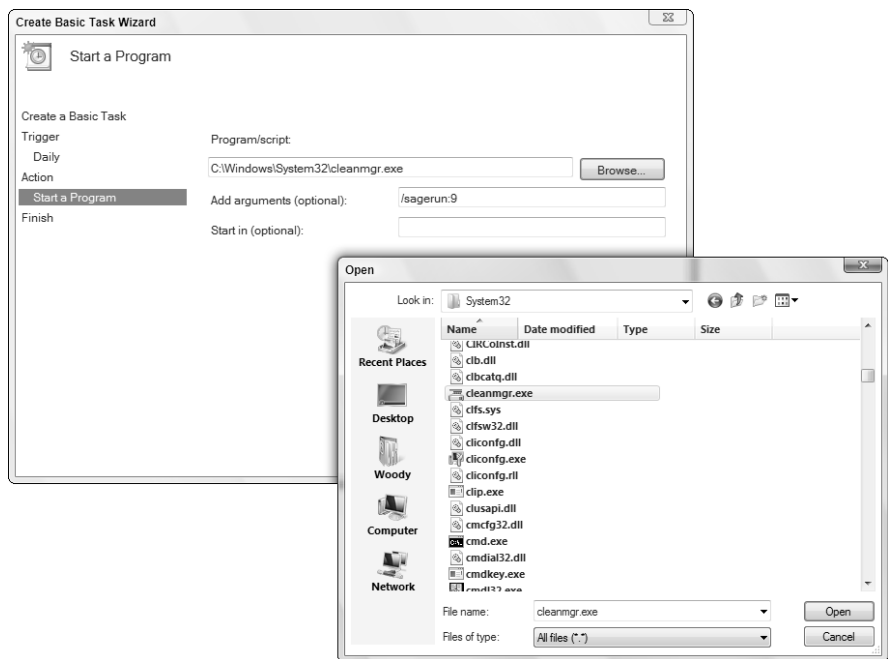 Create Basic Task Wizard
Start a Program
Create a Basic Task
Trigger
Daily
Action
Start a Program
Finish
Program/script:
C:\Windows\System32\cleanmgr.exe
Browse...
Add arguments (optional):
/sagerun:9
Start in (optional):
Open
Look in:
System32
Recent Places
Desktop
Woody
Computer
Network
Name Date modified Type Size
CIRCoInst.dll
clb.dll
clbcatq.dll
cleanmgr.exe
clfs.sys
clfsw32.dll
cliconfg.dll
cliconfg.exe
cliconfg.rll
clip.exe
clusapi.dll
cmcfg32.dll
cmd.exe
cmdial32.dll
cmdkey.exe
cmdl32.exe
File name:
cleanmgr.exe
Open
Files of type:
All files (*.*)
Cancel